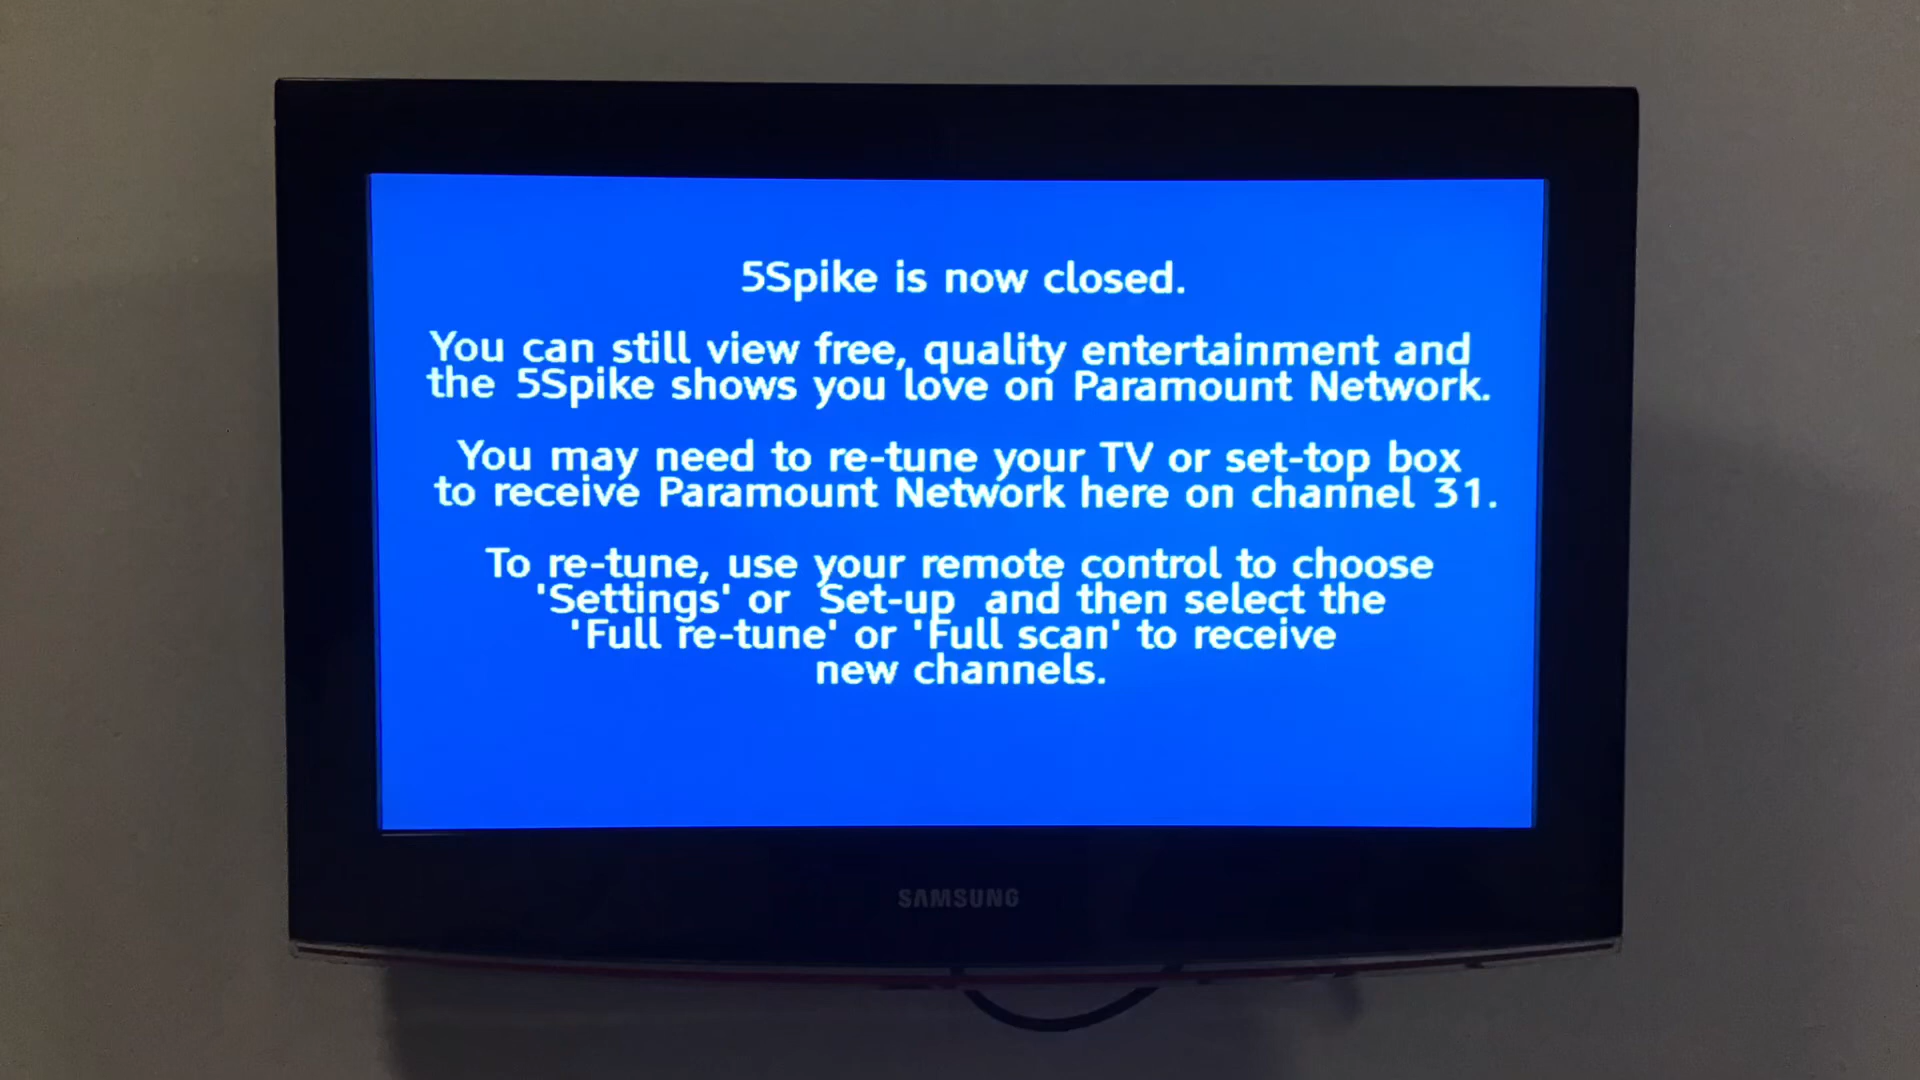 5Spike is now closed.
You can still view free, quality entertainment and
the 5Spike shows you love on Paramount Network.
You may need to re-tune your TV or set-top box
to receive Paramount Network here on channel 31.
To re-tune, use your remote control to choose
'Settings' or Set-up and then select the
'Full re-tune' or 'Full scan' to receive
new channels.
SAMSUNG